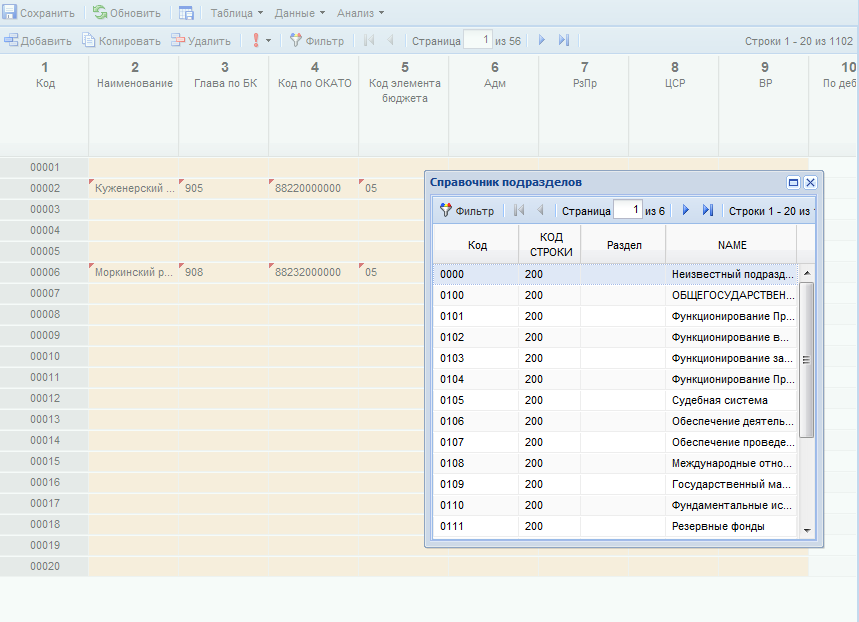 Сохранить Обновить Таблица Данные Анализ
Добавить Копировать Удалить Фильтр Страница 1 из 56 Строки 1 - 20 из 1102
1 2 3 4 5 6 7 8 9 10
Код Наименование Глава по БК Код по ОКАТО Код элемента бюджета Адм РзПр ЦСР ВР По деб
00001
00002 Куженерский ... 905 88220000000 05
00003
00004
00005
00006 Моркинский р... 908 88232000000 05
00007
00008
00009
00010
00011
00012
00013
00014
00015
00016
00017
00018
00019
00020
Справочник подразделов
Фильтр Страница 1 из 6 Строки 1 - 20 из
Код КОД СТРОКИ Раздел NAME
0000 200 Неизвестный подразд...
0100 200 ОБЩЕГОСУДАРСТВЕН...
0101 200 Функционирование Пр...
0102 200 Функционирование в...
0103 200 Функционирование за...
0104 200 Функционирование Пр...
0105 200 Судебная система
0106 200 Обеспечение деятель...
0107 200 Обеспечение проведе...
0108 200 Международные отно...
0109 200 Государственный ма...
0110 200 Фундаментальные ис...
0111 200 Резервные фонды